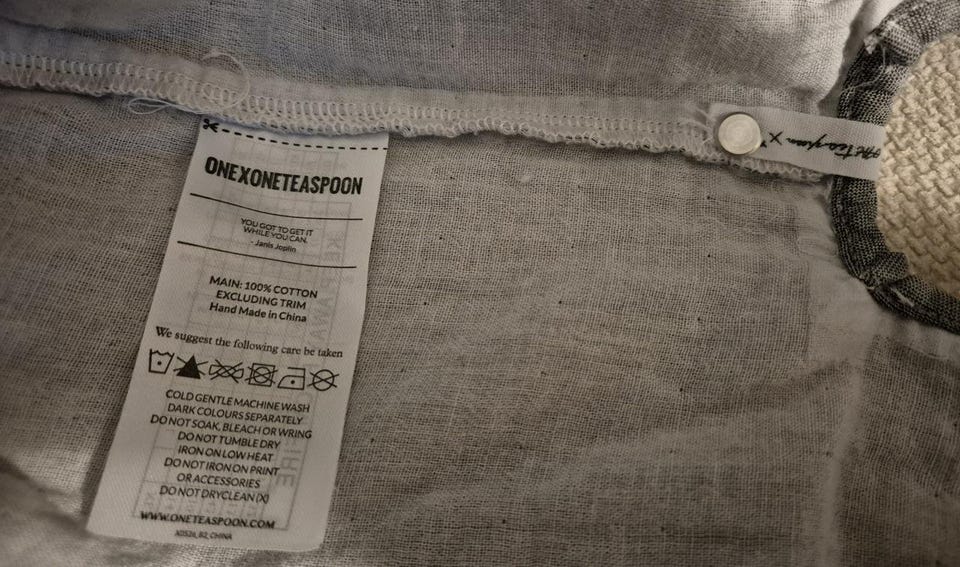 ONEXONETEASPOON
YOU GOT TO GET IT
WHILE YOU CAN.
- Janis Joplin
MAIN: 100% COTTON
EXCLUDING TRIM
Hand Made in China
We suggest the following care be taken
COLD GENTLE MACHINE WASH
DARK COLOURS SEPARATELY
DO NOT SOAK, BLEACH OR WRING
DO NOT TUMBLE DRY
IRON ON LOW HEAT
DO NOT IRON ON PRINT
OR ACCESSORIES
DO NOT DRYCLEAN (X)
WWW.ONETEASPOON.COM